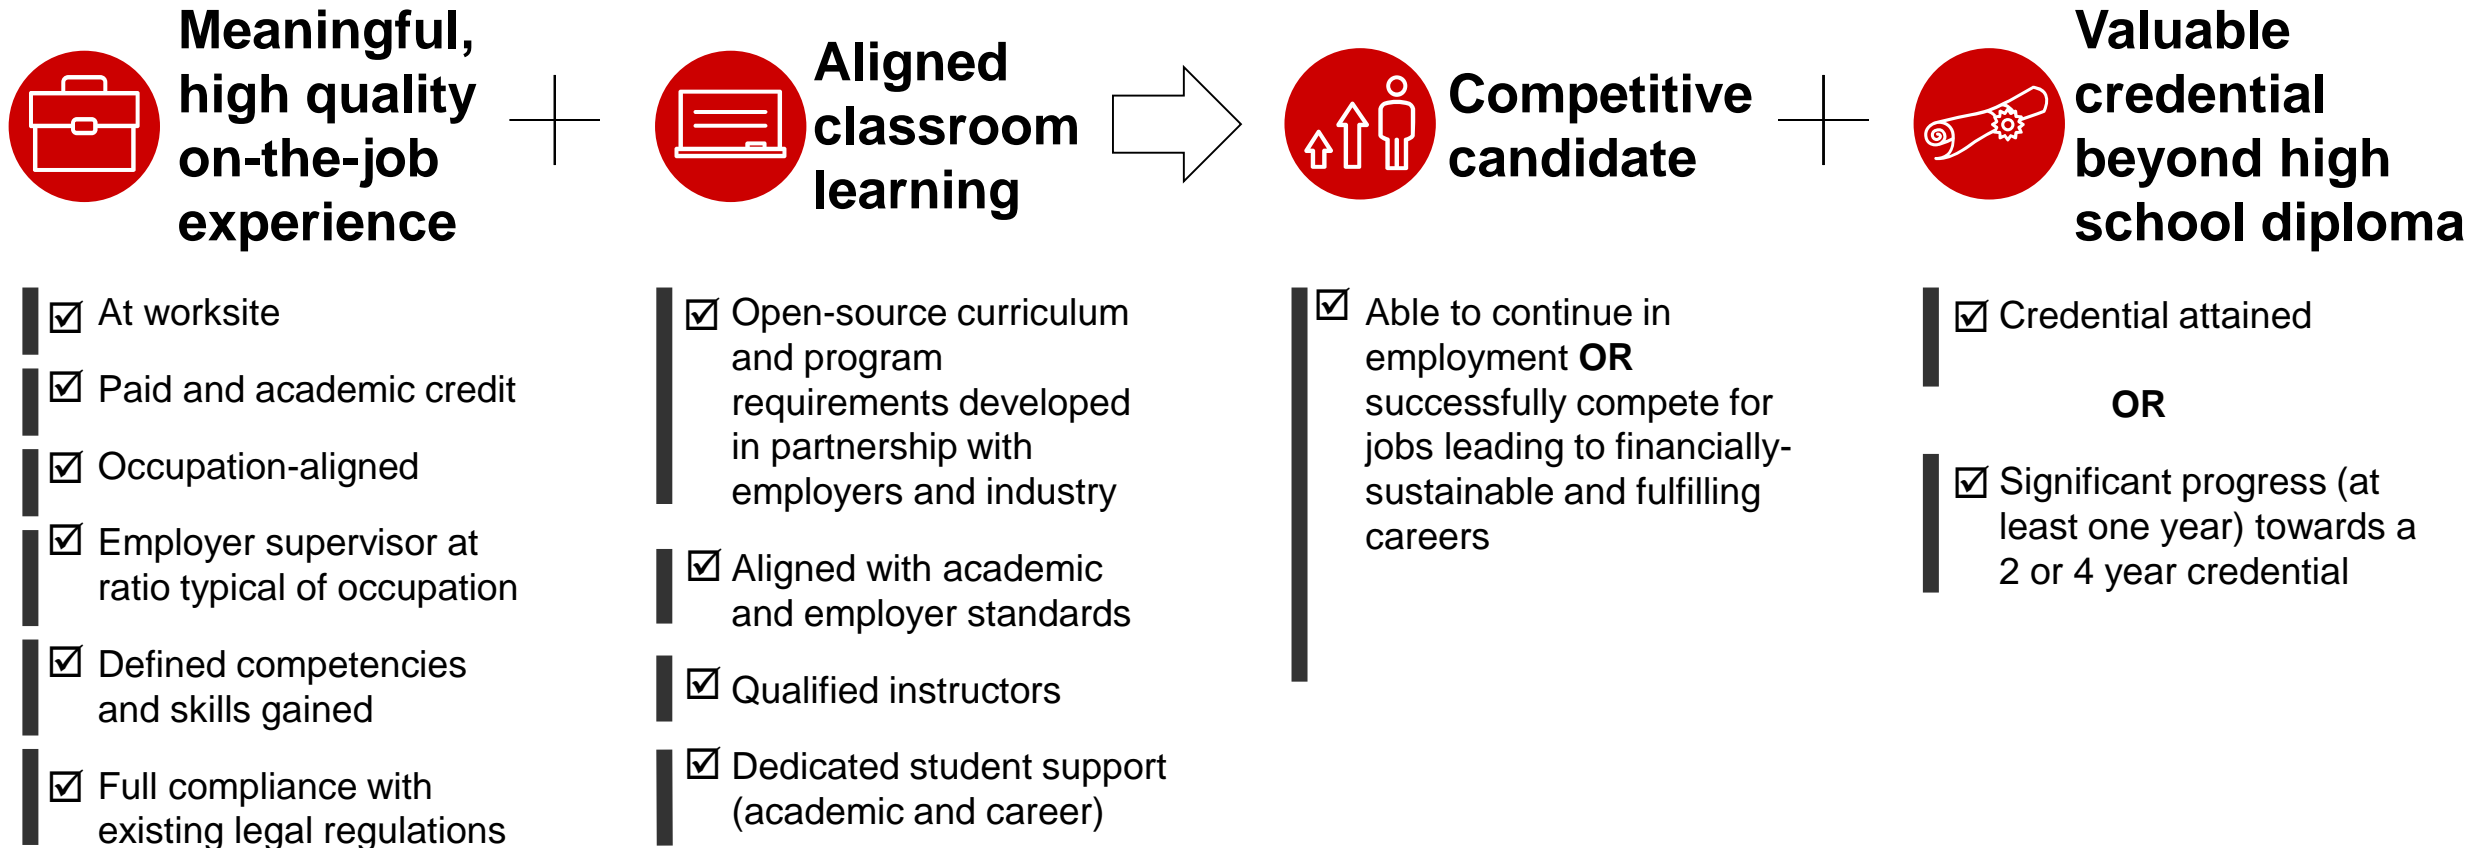 Meaningful,
high quality
on-the-job
experience
At worksite
Paid and academic credit
Occupation-aligned
Employer supervisor at
ratio typical of occupation
Defined competencies
and skills gained
Full compliance with
existing legal regulations
Aligned
classroom
learning
Open-source curriculum
and program
requirements developed
in partnership with
employers and industry
Aligned with academic
and employer standards
Qualified instructors
Dedicated student support
(academic and career)
Competitive
candidate
Able to continue in
employment OR
successfully compete for
jobs leading to financially-
sustainable and fulfilling
careers
Valuable
credential
beyond high
school diploma
Credential attained
OR
Significant progress (at
least one year) towards a
2 or 4 year credential